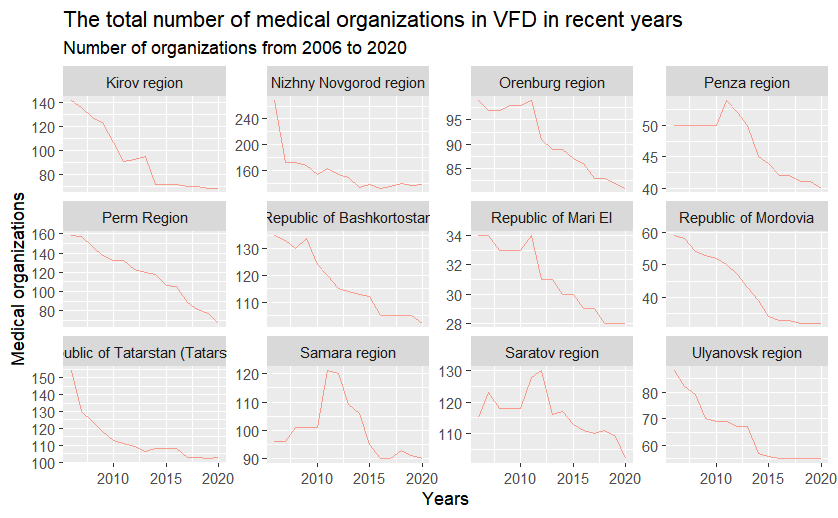 The total number of medical organizations in VFD in recent years
Number of organizations from 2006 to 2020
Kirov region
Nizhny Novgorod region
Orenburg region
Penza region
140
120
100
80
240
200
160
95
90
85
50
45
40
Perm Region
Republic of Bashkortostan
Republic of Mari El
Republic of Mordovia
160
140
120
100
80
130
120
110
34
32
30
28
60
50
40
public of Tatarstan (Tatars
Samara region
Saratov region
Ulyanovsk region
150
140
130
120
110
100
120
110
100
90
130
120
110
80
70
60
2010 2015 2020
2010 2015 2020
2010 2015 2020
2010 2015 2020
Medical organizations
Years